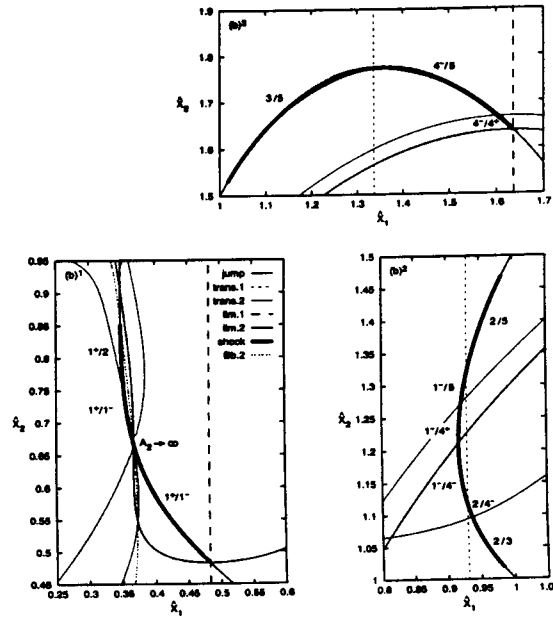 1.9
(b)³
1.8
4⁻/5
3/5
X̂₂
1.7
4⁻/4⁺
1.6
1.5
1 1.1 1.2 1.3 1.4 1.5 1.6 1.7
X̂₁
0.95
(b)¹
jump
trans.1
trans.2
lim.1
lim.2
shock
0.9
0.85
0.8
1⁰/2
0.75
X̂₂
0.7
1⁰/1⁻
A₂→∞
0.65
0.6
1⁰/1⁻
0.55
0.5
0.45
0.25 0.3 0.35 0.4 0.45 0.5 0.55 0.6
X̂₁
1.5
(b)²
1.45
1.4
2/5
1.35
1⁻/5
1.3
X̂₂
1.25
1⁻/4⁺
1.2
1⁻/4⁻
1.15
2/4⁻
1.1
1.05
2/3
1
0.8 0.85 0.9 0.95 1
X̂₁